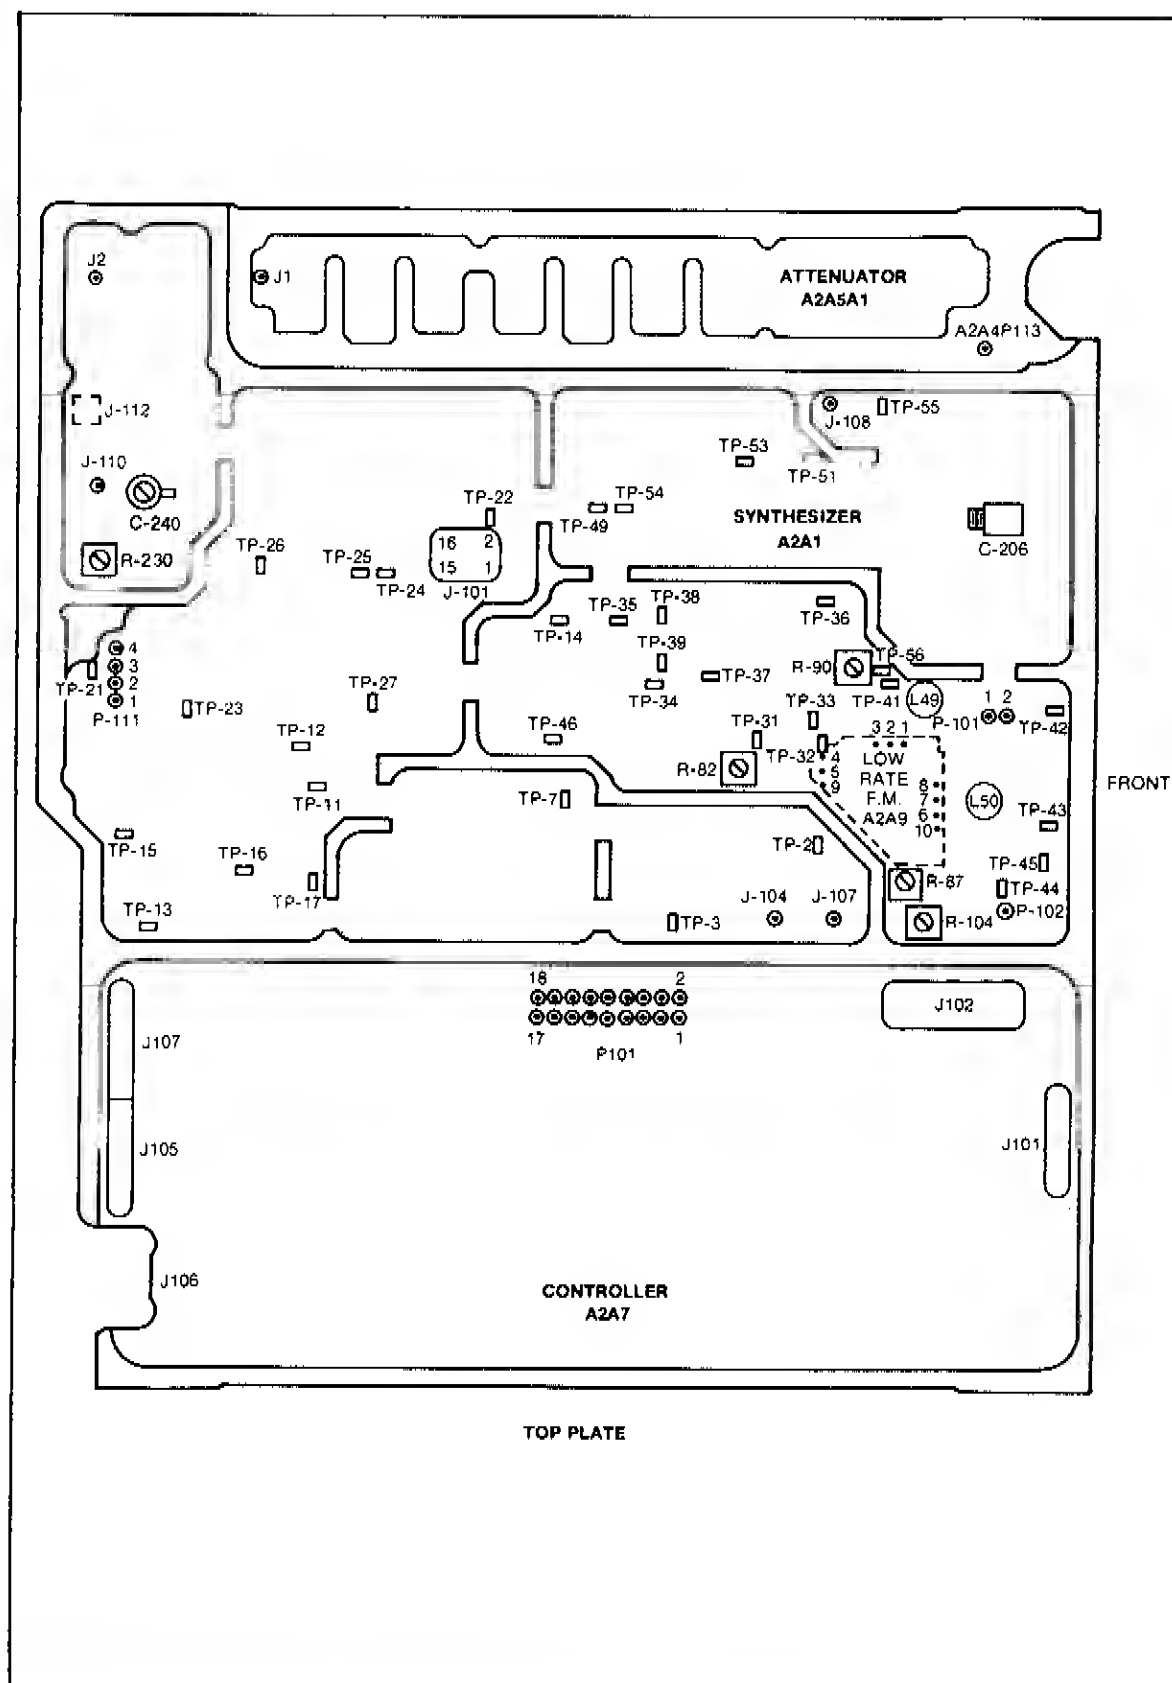 J2
J1
ATTENUATOR
A2A5A1
A2A4P113
J-112
J-108
TP-55
TP-53
TP-51
J-110
C-240
TP-22
TP-54
TP-49
SYNTHESIZER
A2A1
C-206
R-230
TP-26
TP-25
TP-24
16 2
15 1
J-101
TP-38
TP-35
TP-14
TP-36
TP-39
TP-37
TP-34
R-90
TP-56
TP-41
L49
4
3
2
1
TP-21
P-111
TP-23
TP-27
TP-12
TP-46
TP-31
TP-33
TP-32
P-101
1 2
TP-42
3 2 1
4
5
9
LOW
RATE
F.M.
A2A9
8
7
6
10
R-82
FRONT
L50
TP-11
TP-7
TP-43
TP-15
TP-16
TP-17
TP-2
TP-45
TP-44
R-87
P-102
TP-13
TP-3
J-104
J-107
R-104
18 2
17 1
P101
J102
J107
J105
J101
J106
CONTROLLER
A2A7
TOP PLATE